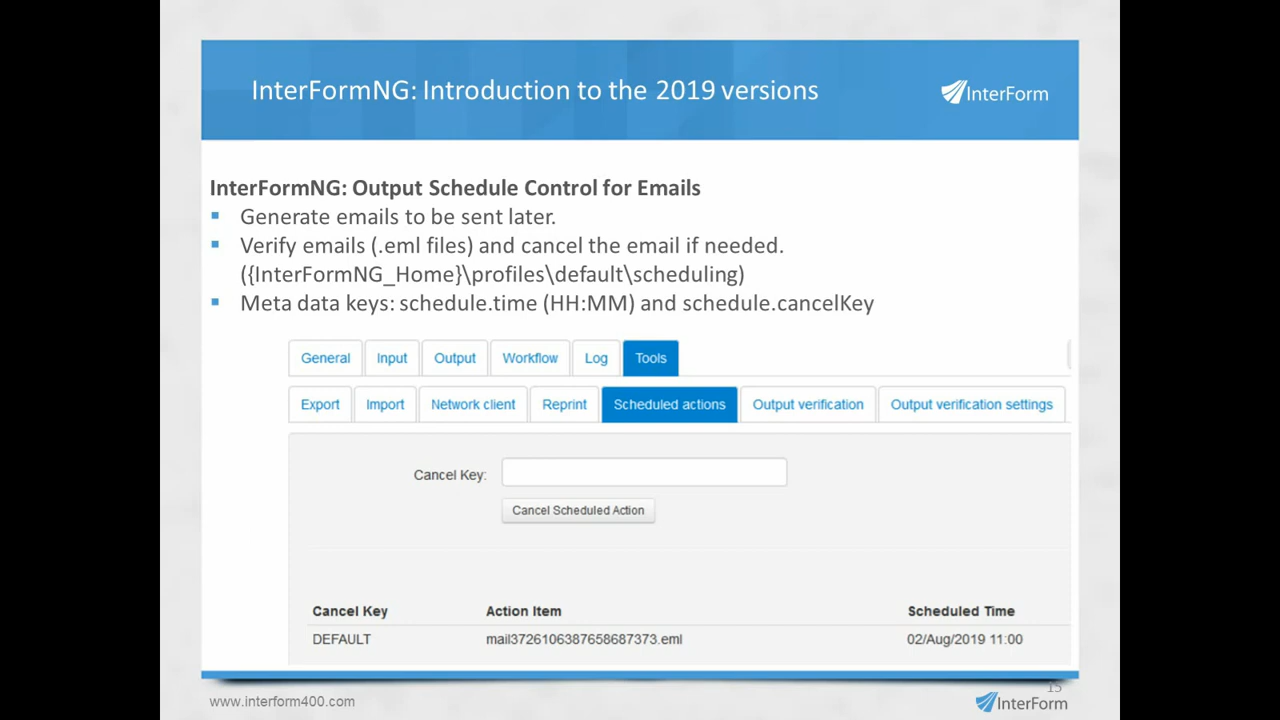 InterFormNG: Introduction to the 2019 versions
InterForm
InterFormNG: Output Schedule Control for Emails
▪ Generate emails to be sent later.
▪ Verify emails (.eml files) and cancel the email if needed.
({InterFormNG_Home}\profiles\default\scheduling)
▪ Meta data keys: schedule.time (HH:MM) and schedule.cancelKey
General Input Output Workflow Log Tools
Export Import Network client Reprint Scheduled actions Output verification Output verification settings
Cancel Key:
Cancel Scheduled Action
Cancel Key Action Item Scheduled Time
DEFAULT mail3726106387658687373.eml 02/Aug/2019 11:00
15
www.interform400.com InterForm